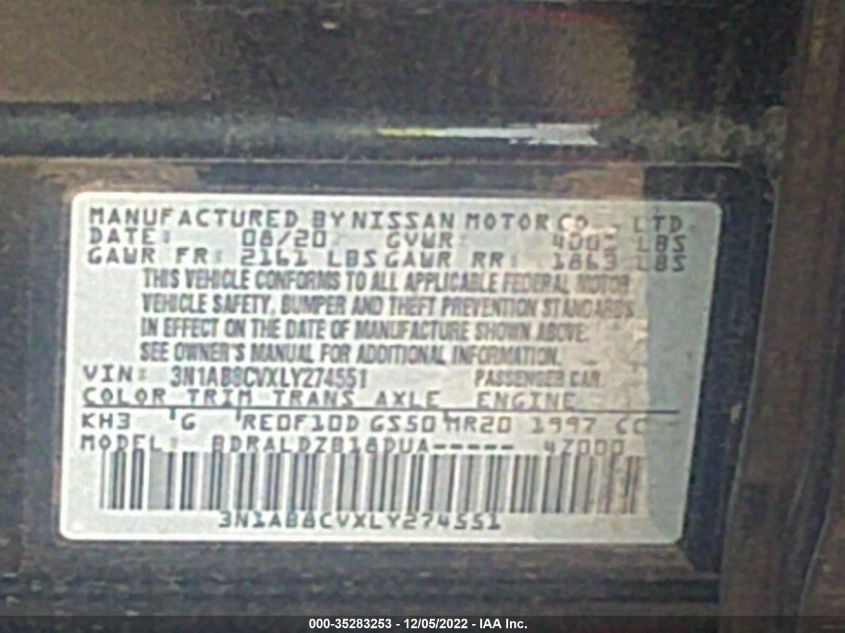 MANUFACTURED BY NISSAN MOTOR CO., LTD.
DATE: 08/20 GVWR: LBS
GAWR FR: 2161 LBS GAWR RR: 1863 LBS
THIS VEHICLE CONFORMS TO ALL APPLICABLE FEDERAL MOTOR
VEHICLE SAFETY, BUMPER AND THEFT PREVENTION STANDARDS
IN EFFECT ON THE DATE OF MANUFACTURE SHOWN ABOVE.
SEE OWNER'S MANUAL FOR ADDITIONAL INFORMATION.
VIN: 3N1AB8CVXLY274551 PASSENGER CAR
COLOR TRIM TRANS AXLE ENGINE
KH3 G RE0F10D GS50 MR20 1997 CC
MODEL: BDRALDZB18DUA----- 4Z000
3N1AB8CVXLY274551
000-35283253 - 12/05/2022 - IAA Inc.